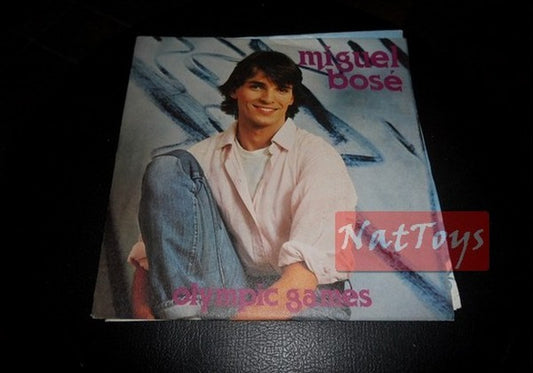 miguel
bosé
NatToys
olympic games